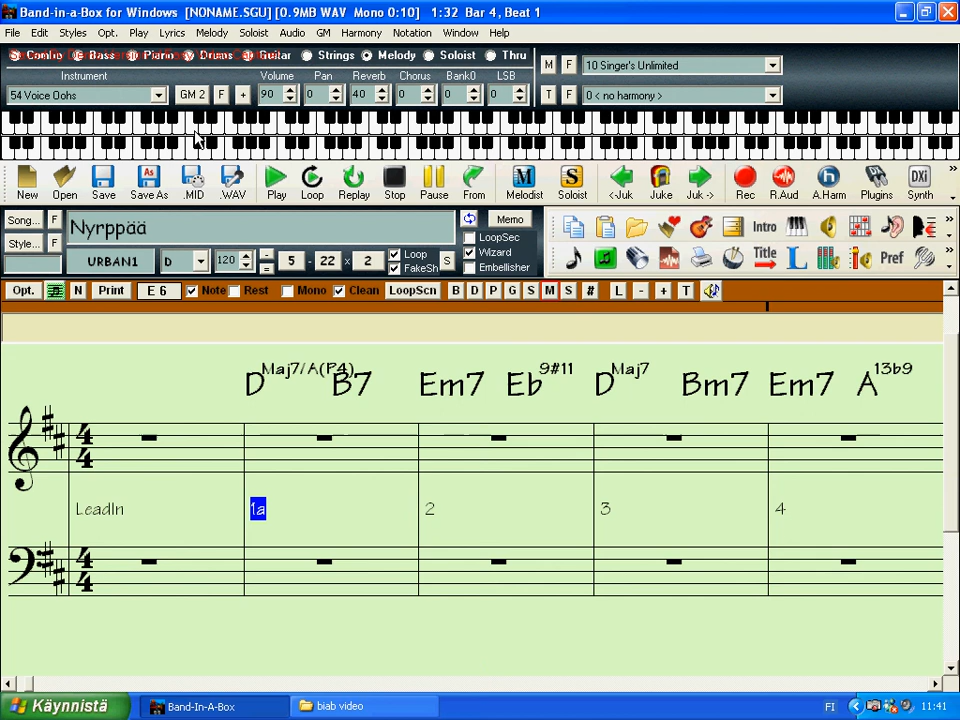 Band-in-a-Box for Windows [NONAME.SGU] [0.9MB WAV Mono 0:10] 1:32 Bar 4, Beat 1
File Edit Styles Opt. Play Lyrics Melody Soloist Audio GM Harmony Notation Window Help
Combo Bass Piano Drums Guitar Strings Melody Soloist Thru
M F 10 Singer's Unlimited
Instrument Volume Pan Reverb Chorus Bank0 LSB
54 Voice Oohs GM 2 F + 90 0 40 0 0 0
T F 0 < no harmony >
New Open Save Save As .MID .WAV Play Loop Replay Stop Pause From Melodist Soloist <-Juk Juke Juk -> Rec R.Aud A.Harm Plugins Synth
Song... F Nyrppää Memo
LoopSec
Style... F Wizard Intro
URBAN1 D 120 5 - 22 x 2 Loop S
FakeSh Embellisher
Title L Pref
Opt. N Print E 6 Note Rest Mono Clean LoopScn B D P G S M S # L - + T
D Maj7/A(P4) B7 Em7 Eb 9#11 D Maj7 Bm7 Em7 A 13b9
4 4
LeadIn 1a 2 3 4
4 4
Käynnistä Band-In-A-Box biab video FI 11:41